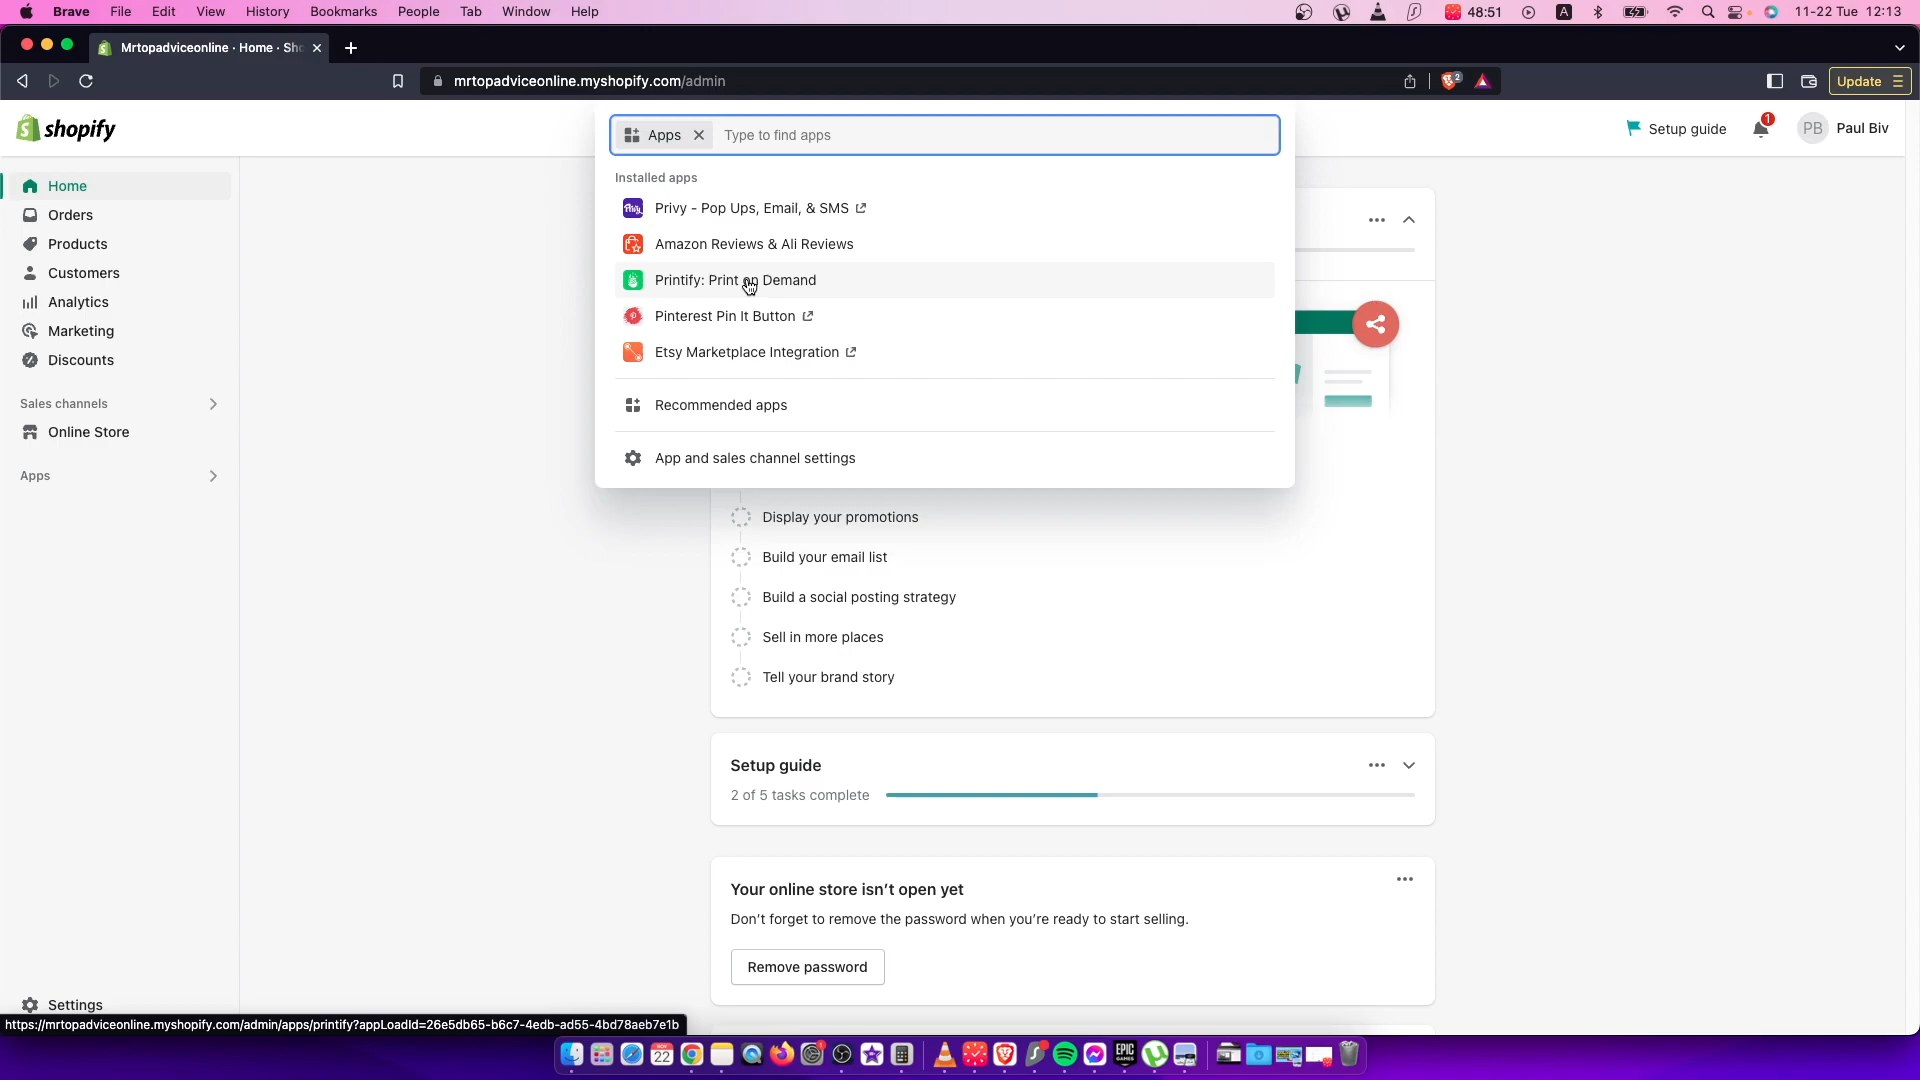 Brave File Edit View History Bookmarks People Tab Window Help
48:51 A 11-22 Tue 12:13
Mrtopadviceonline · Home · Sho
mrtopadviceonline.myshopify.com/admin
2
Update
shopify
Apps Type to find apps
Setup guide
1
PB Paul Biv
Home
Orders
Products
Customers
Analytics
Marketing
Discounts
Sales channels
Online Store
Apps
Settings
Installed apps
Privy - Pop Ups, Email, & SMS
Amazon Reviews & Ali Reviews
Printify: Print on Demand
Pinterest Pin It Button
Etsy Marketplace Integration
Recommended apps
App and sales channel settings
Display your promotions
Build your email list
Build a social posting strategy
Sell in more places
Tell your brand story
Setup guide
2 of 5 tasks complete
Your online store isn't open yet
Don't forget to remove the password when you're ready to start selling.
Remove password
https://mrtopadviceonline.myshopify.com/admin/apps/printify?appLoadId=26e5db65-b6c7-4edb-ad55-4bd78aeb7e1b
NOV
22
EPIC
GAMES